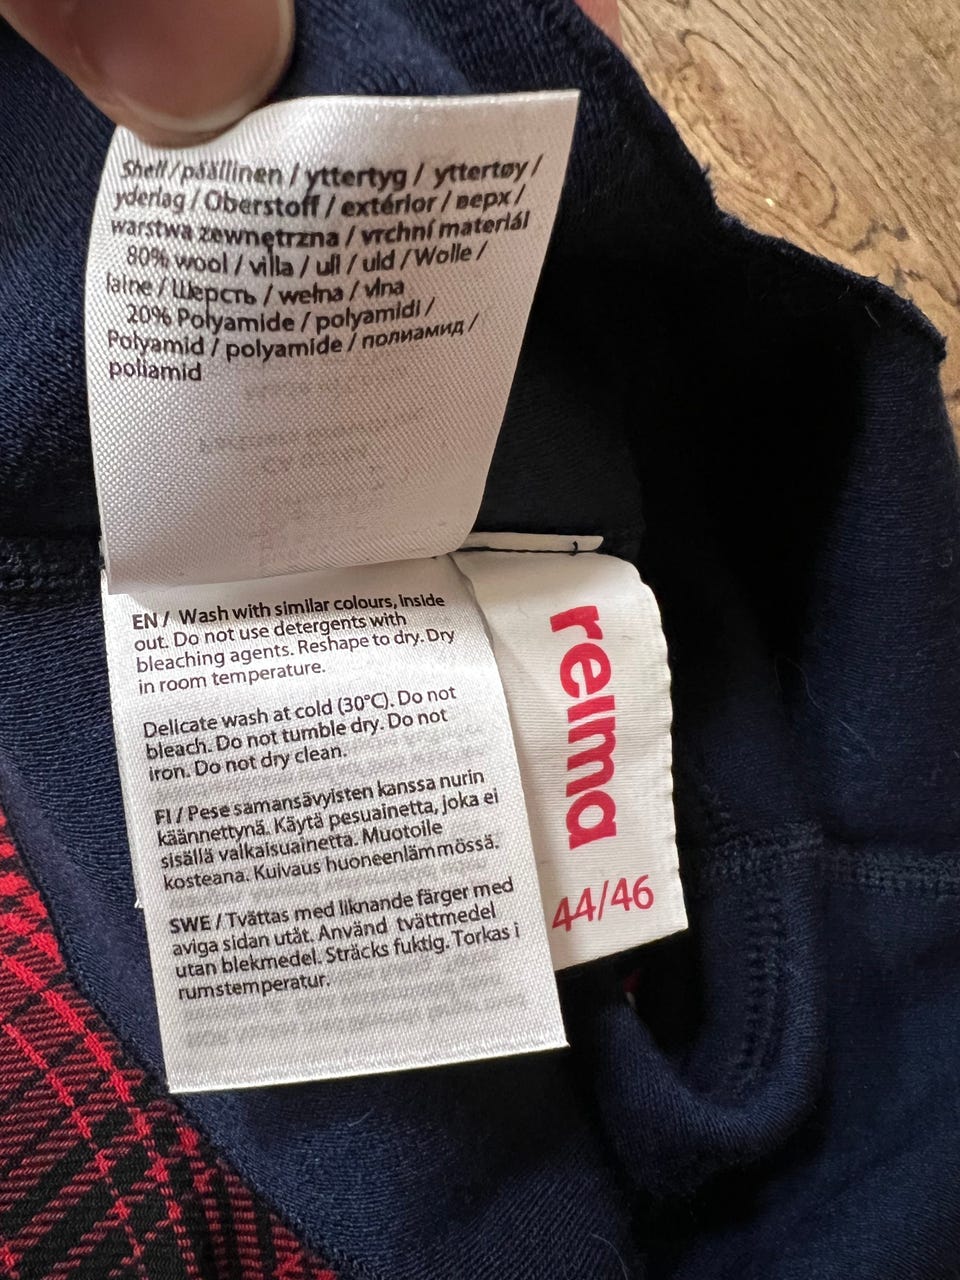 Shell / päällinen / yttertyg / yttertøy /
yderlag / Oberstoff / extérior / верх /
warstwa zewnętrzna / vrchní materiál
80% wool / villa / ull / uld / Wolle /
laine / Шерсть / wełna / vlna
20% Polyamide / polyamidi /
Polyamid / polyamide / полиамид /
poliamid
EN / Wash with similar colours, inside
out. Do not use detergents with
bleaching agents. Reshape to dry. Dry
in room temperature.
Delicate wash at cold (30°C). Do not
bleach. Do not tumble dry. Do not
iron. Do not dry clean.
FI / Pese samansävyisten kanssa nurin
käännettynä. Käytä pesuainetta, joka ei
sisällä valkaisuainetta. Muotoile
kosteana. Kuivaus huoneenlämmössä.
SWE / Tvättas med liknande färger med
aviga sidan utåt. Använd tvättmedel
utan blekmedel. Sträcks fuktig. Torkas i
rumstemperatur.
reima
44/46